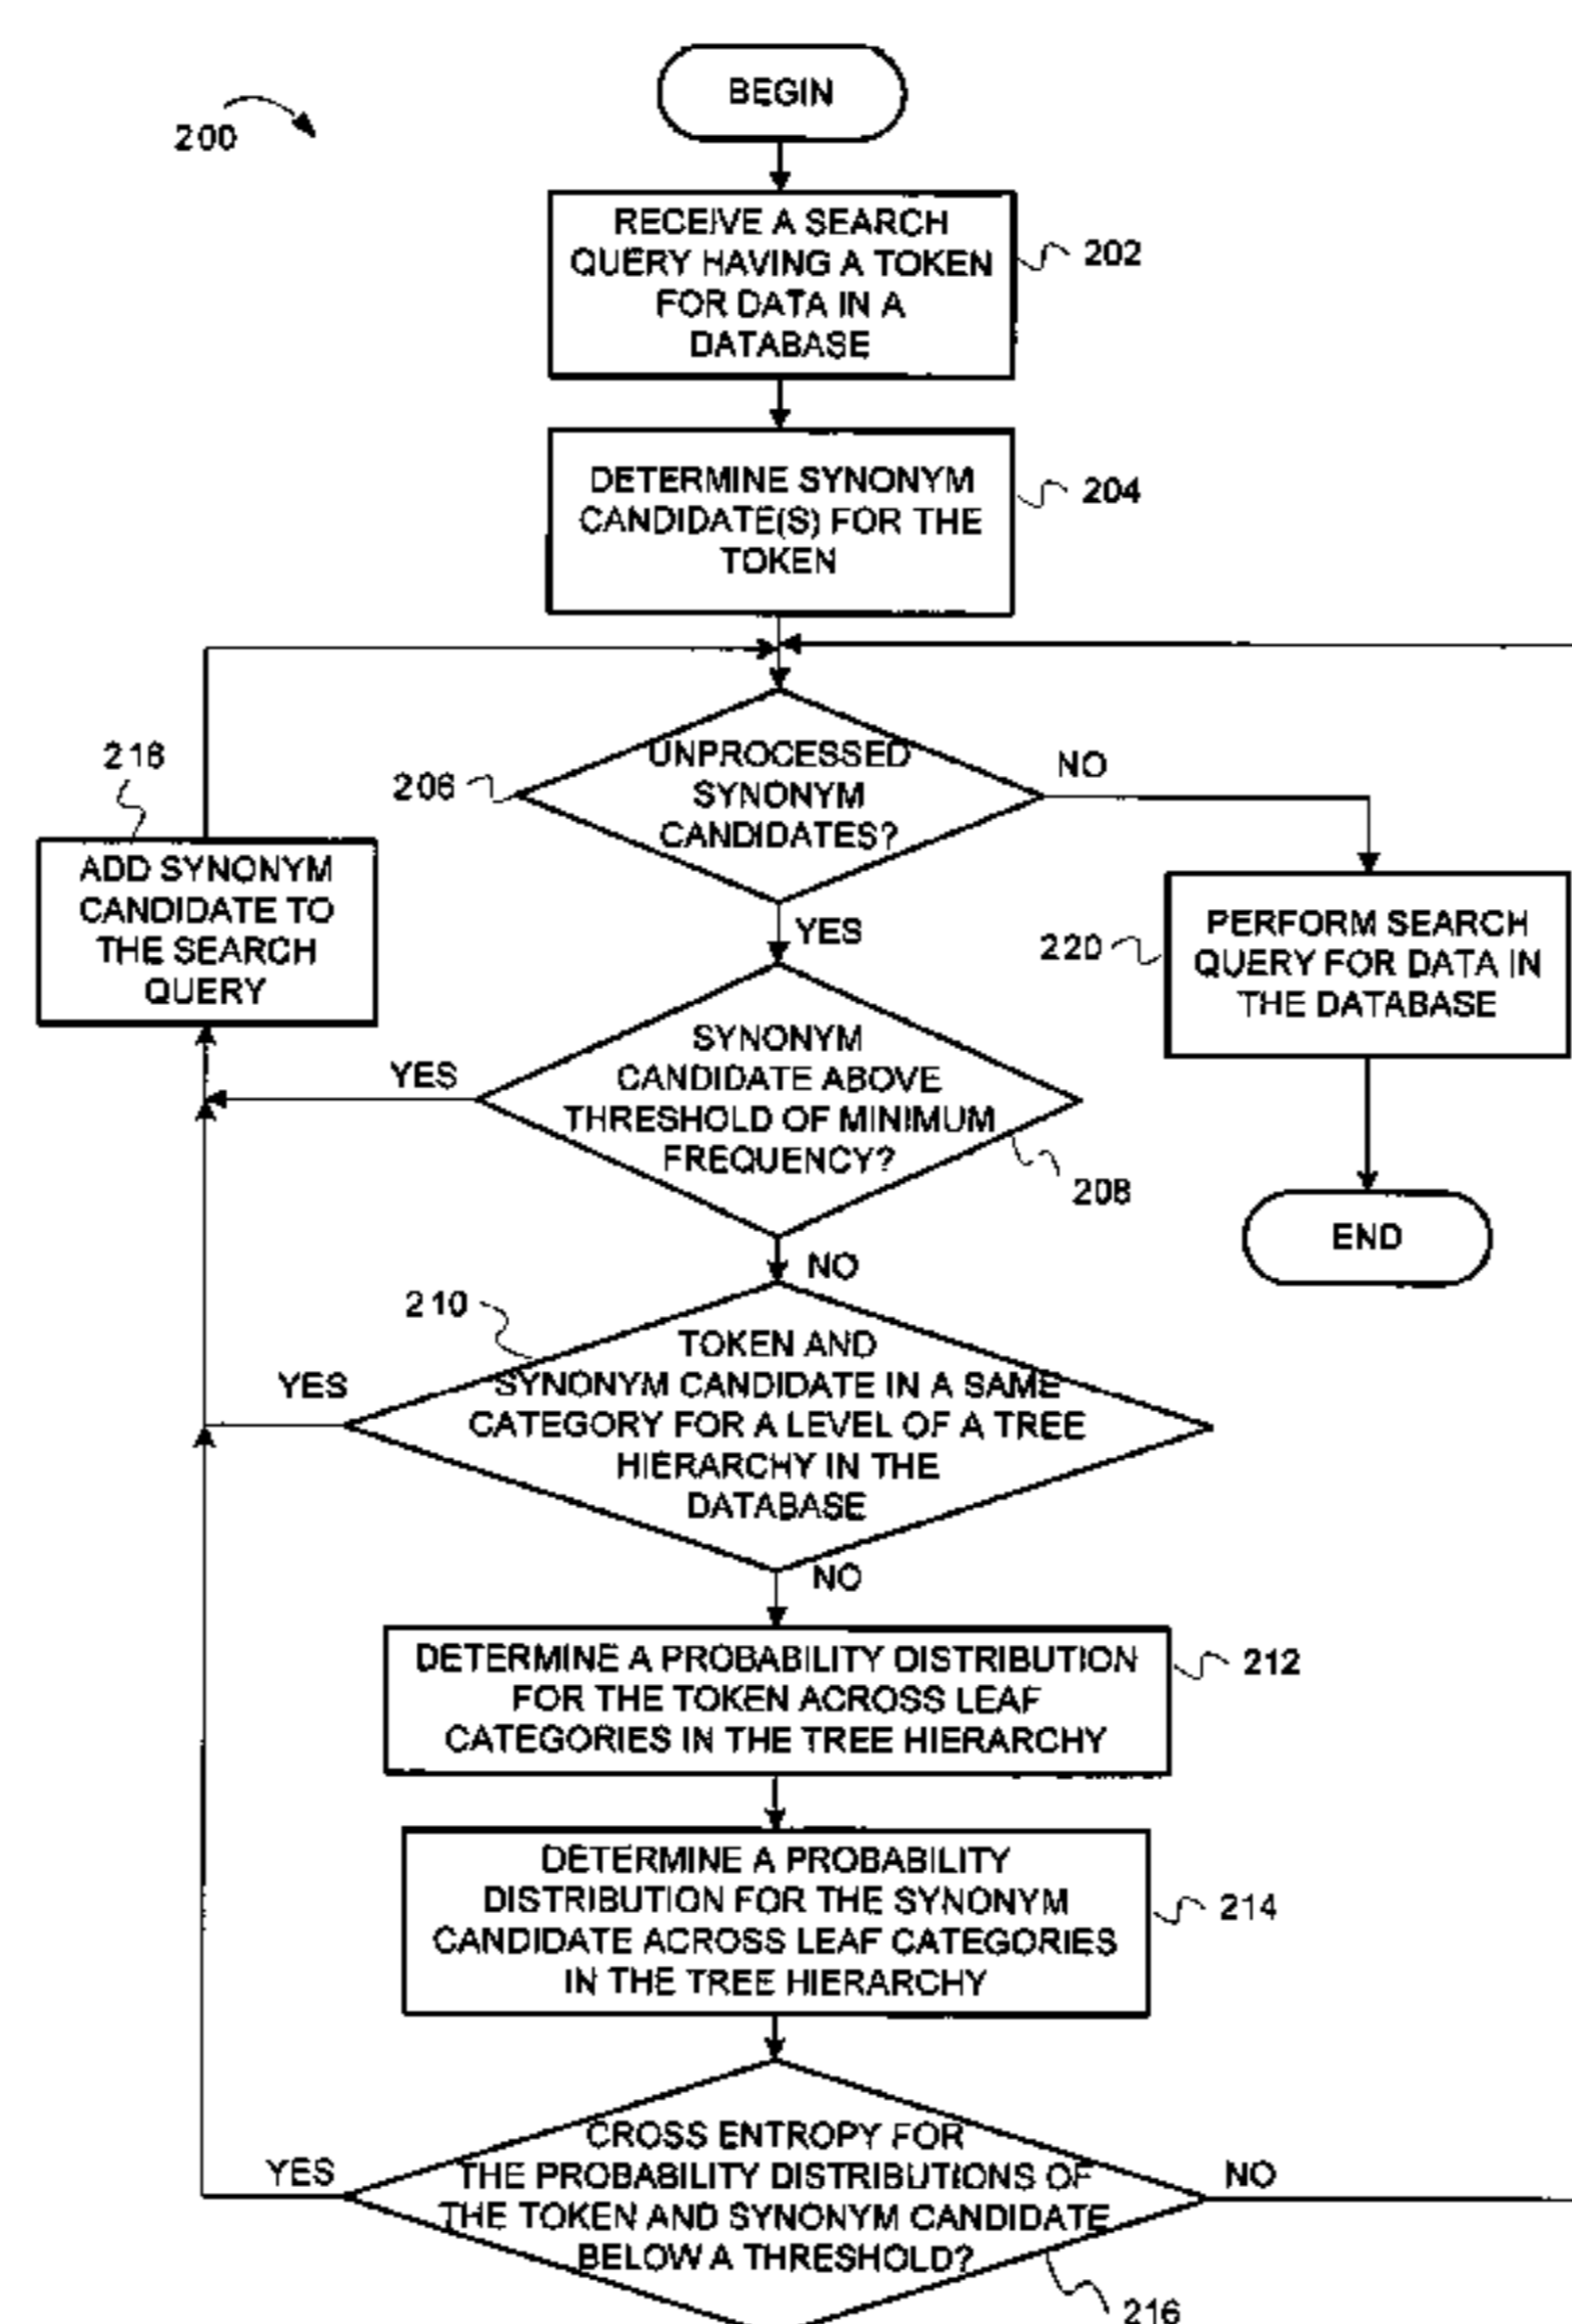 200
BEGIN
RECEIVE A SEARCH
QUERY HAVING A TOKEN
FOR DATA IN A
DATABASE
202
DETERMINE SYNONYM
CANDIDATE(S) FOR THE
TOKEN
204
UNPROCESSED
SYNONYM
CANDIDATES?
206
NO
YES
218
ADD SYNONYM
CANDIDATE TO
THE SEARCH
QUERY
220
PERFORM SEARCH
QUERY FOR DATA IN
THE DATABASE
END
SYNONYM
CANDIDATE ABOVE
THRESHOLD OF MINIMUM
FREQUENCY?
YES
208
NO
210
TOKEN AND
SYNONYM CANDIDATE IN A SAME
CATEGORY FOR A LEVEL OF A TREE
HIERARCHY IN THE
DATABASE
YES
NO
DETERMINE A PROBABILITY DISTRIBUTION
FOR THE TOKEN ACROSS LEAF
CATEGORIES IN THE TREE HIERARCHY
212
DETERMINE A PROBABILITY
DISTRIBUTION FOR THE SYNONYM
CANDIDATE ACROSS LEAF CATEGORIES
IN THE TREE HIERARCHY
214
CROSS ENTROPY FOR
THE PROBABILITY DISTRIBUTIONS OF
THE TOKEN AND SYNONYM CANDIDATE
BELOW A THRESHOLD?
YES
NO
216